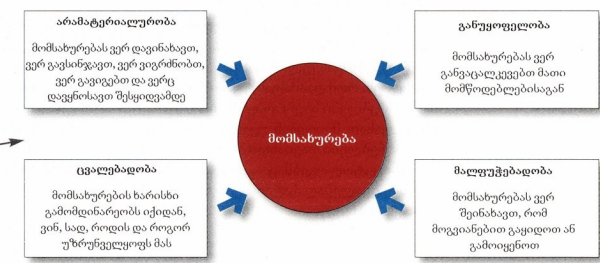 არამატერიალურობა
მომსახურებას ვერ დავინახავთ,
ვერ გავსინჯავთ, ვერ ვიგრძნობთ,
ვერ გავიგებთ და ვერც
დავყნოსავთ შესყიდვამდე
განუყოფელობა
მომსახურებას ვერ
განვაცალკევებთ მათი
მომწოდებლებისაგან
მომსახურება
ცვალებადობა
მომსახურების ხარისხი
გამომდინარეობს იქიდან,
ვინ, სად, როდის და როგორ
უზრუნველყოფს მას
მალფუჭებადობა
მომსახურებას ვერ
შეინახავთ, რომ
მოგვიანებით გაყიდოთ ან
გამოიყენოთ